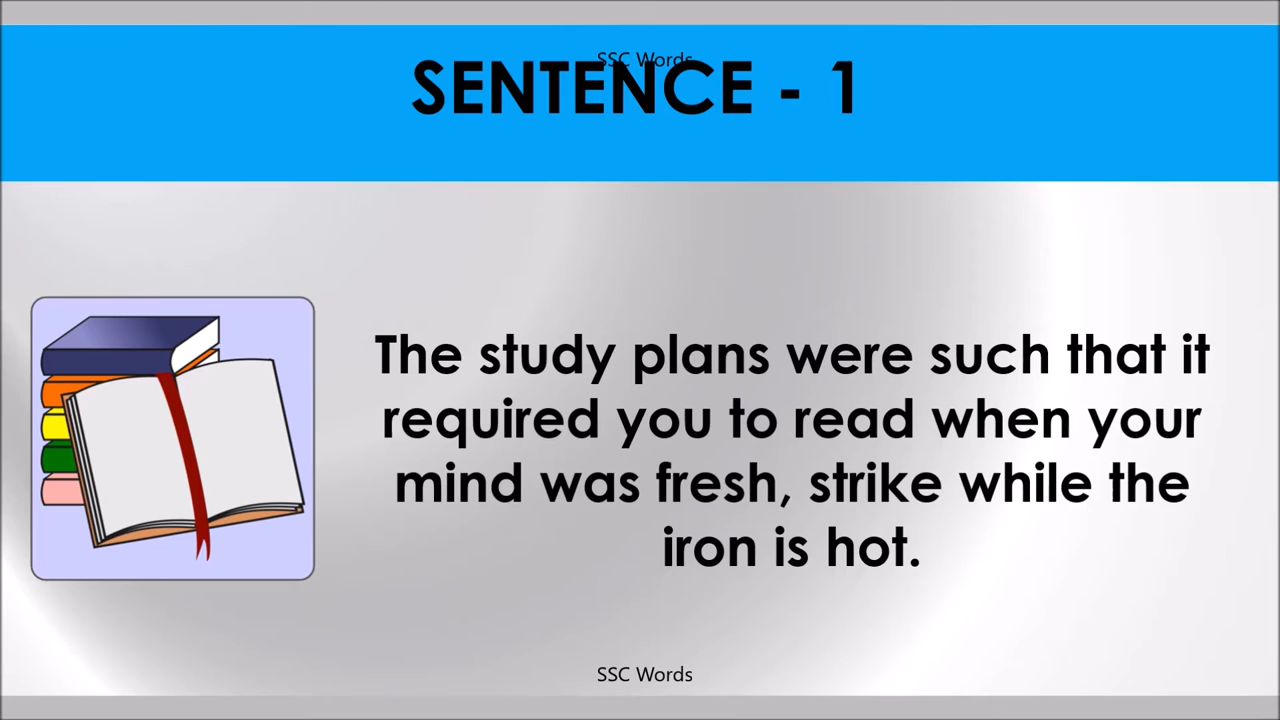 SSC Words
SENTENCE - 1
The study plans were such that it
required you to read when your
mind was fresh, strike while the
iron is hot.
SSC Words